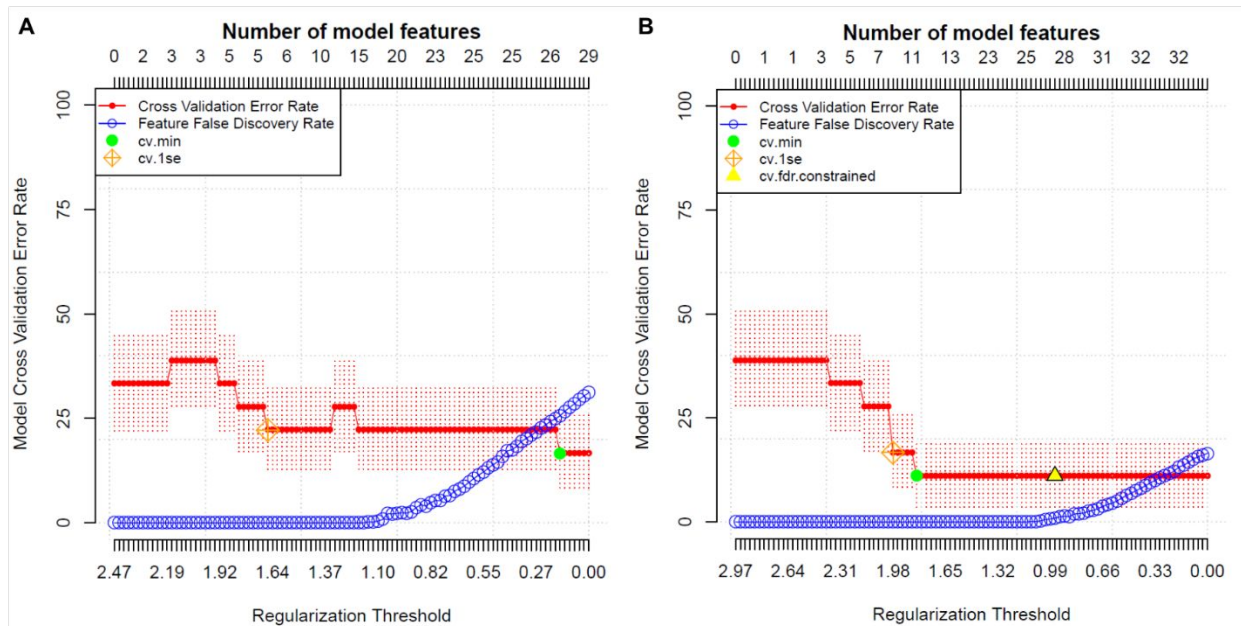 A
Number of model features
0 2 3 3 5 5 6 10 15 20 23 25 25 26 29
100
75
50
25
0
Model Cross Validation Error Rate
Cross Validation Error Rate
Feature False Discovery Rate
cv.min
cv.1se
2.47 2.19 1.92 1.64 1.37 1.10 0.82 0.55 0.27 0.00
Regularization Threshold
B
Number of model features
0 1 1 3 5 7 11 13 23 25 28 31 32 32
100
75
50
25
0
Model Cross Validation Error Rate
Cross Validation Error Rate
Feature False Discovery Rate
cv.min
cv.1se
cv.fdr.constrained
2.97 2.64 2.31 1.98 1.65 1.32 0.99 0.66 0.33 0.00
Regularization Threshold